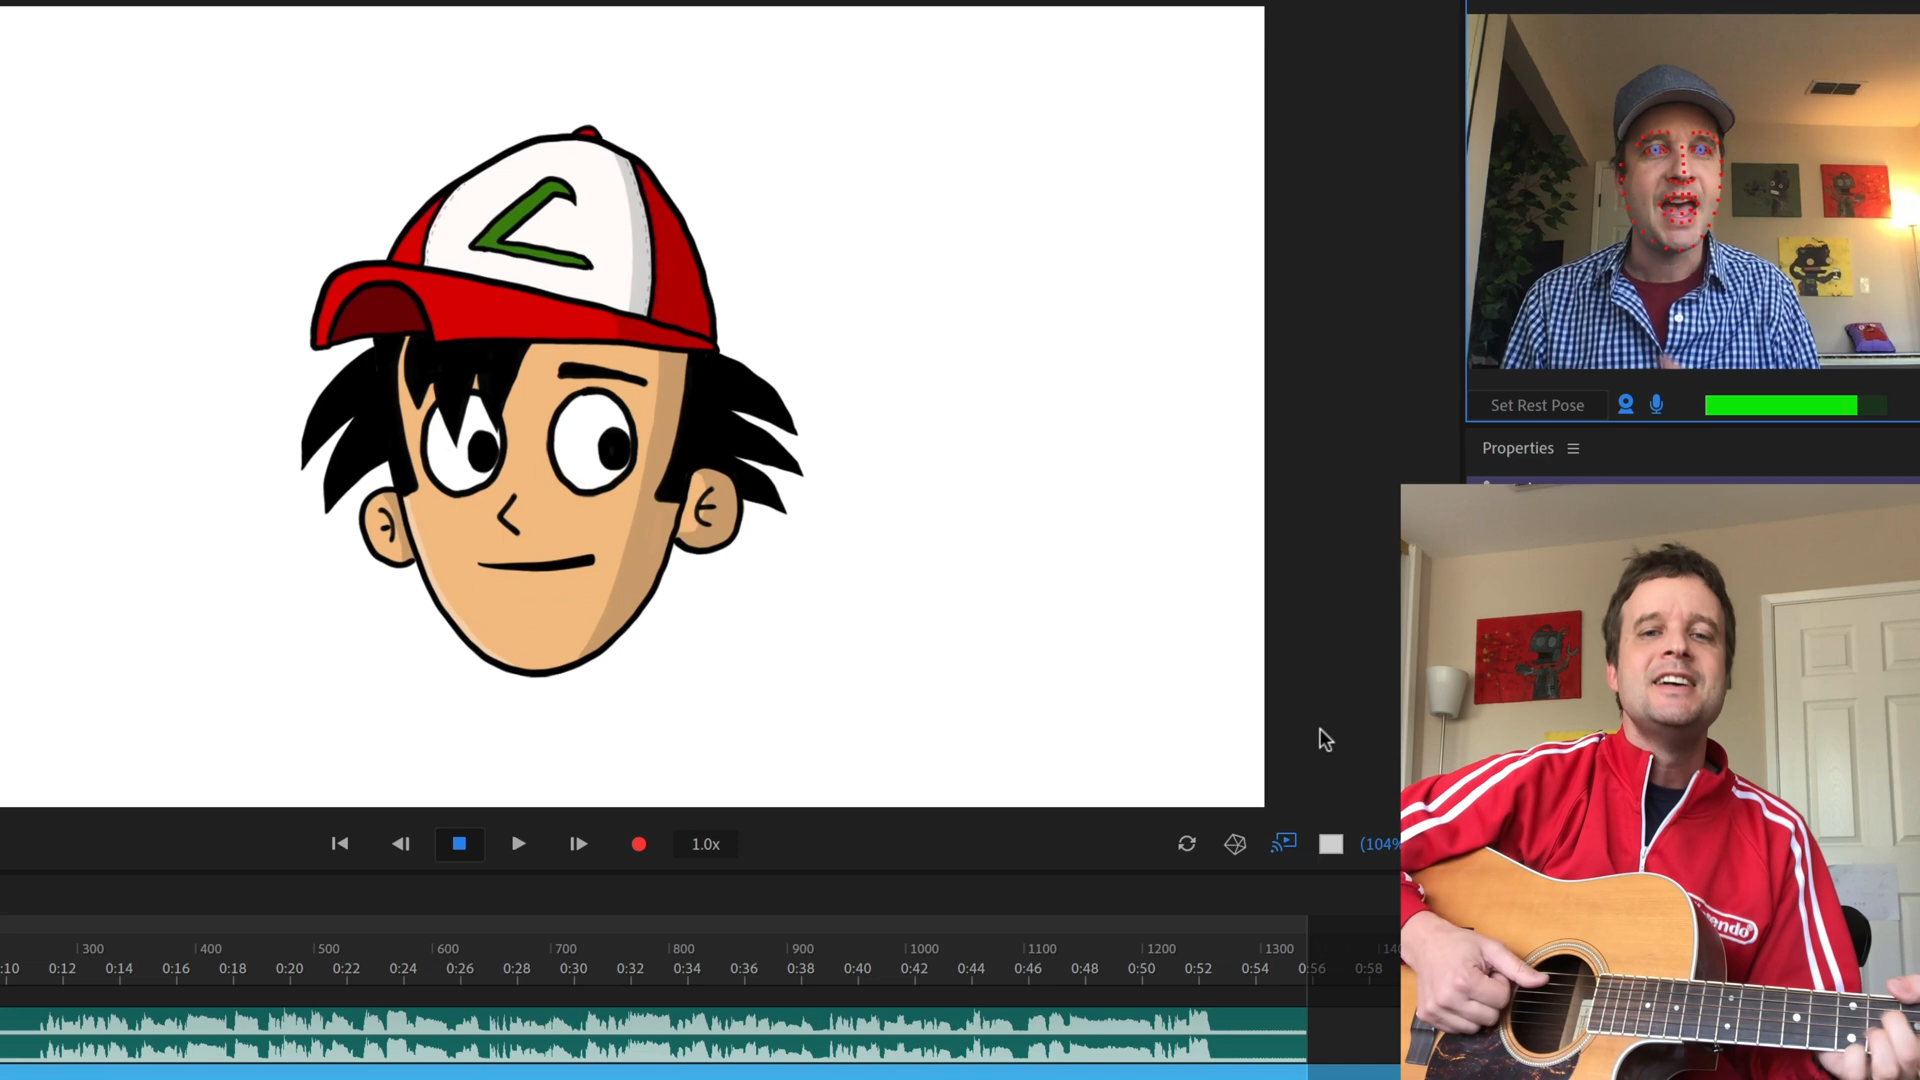 Set Rest Pose
Properties
1.0x
(104%
300 400 500 600 700 800 900 1000 1100 1200 1300 140
:10 0:12 0:14 0:16 0:18 0:20 0:22 0:24 0:26 0:28 0:30 0:32 0:34 0:36 0:38 0:40 0:42 0:44 0:46 0:48 0:50 0:52 0:54 0:56 0:58
endo